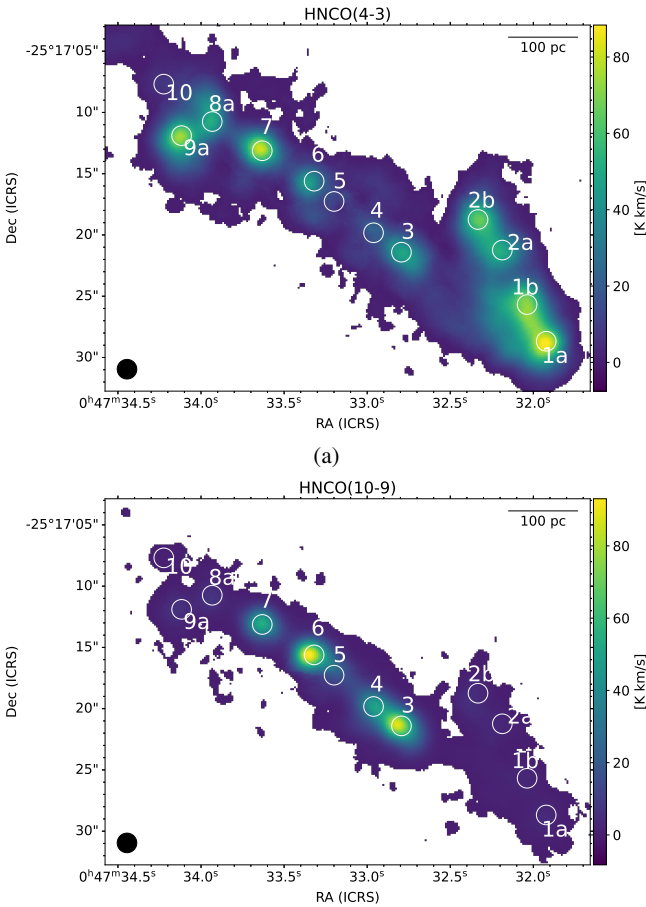 HNCO(4-3)
-25°17'05"
10"
15"
20"
25"
30"
Dec (ICRS)
100 pc
10
8a
9a
7
6
5
4
3
2b
2a
1b
1a
80
60
40
20
0
[K km/s]
0ʰ47ᵐ34.5ˢ 34.0ˢ 33.5ˢ 33.0ˢ 32.5ˢ 32.0ˢ
RA (ICRS)
(a)
HNCO(10-9)
-25°17'05"
10"
15"
20"
25"
30"
Dec (ICRS)
100 pc
10
8a
9a
7
6
5
4
3
2b
2a
1b
1a
80
60
40
20
0
[K km/s]
0ʰ47ᵐ34.5ˢ 34.0ˢ 33.5ˢ 33.0ˢ 32.5ˢ 32.0ˢ
RA (ICRS)